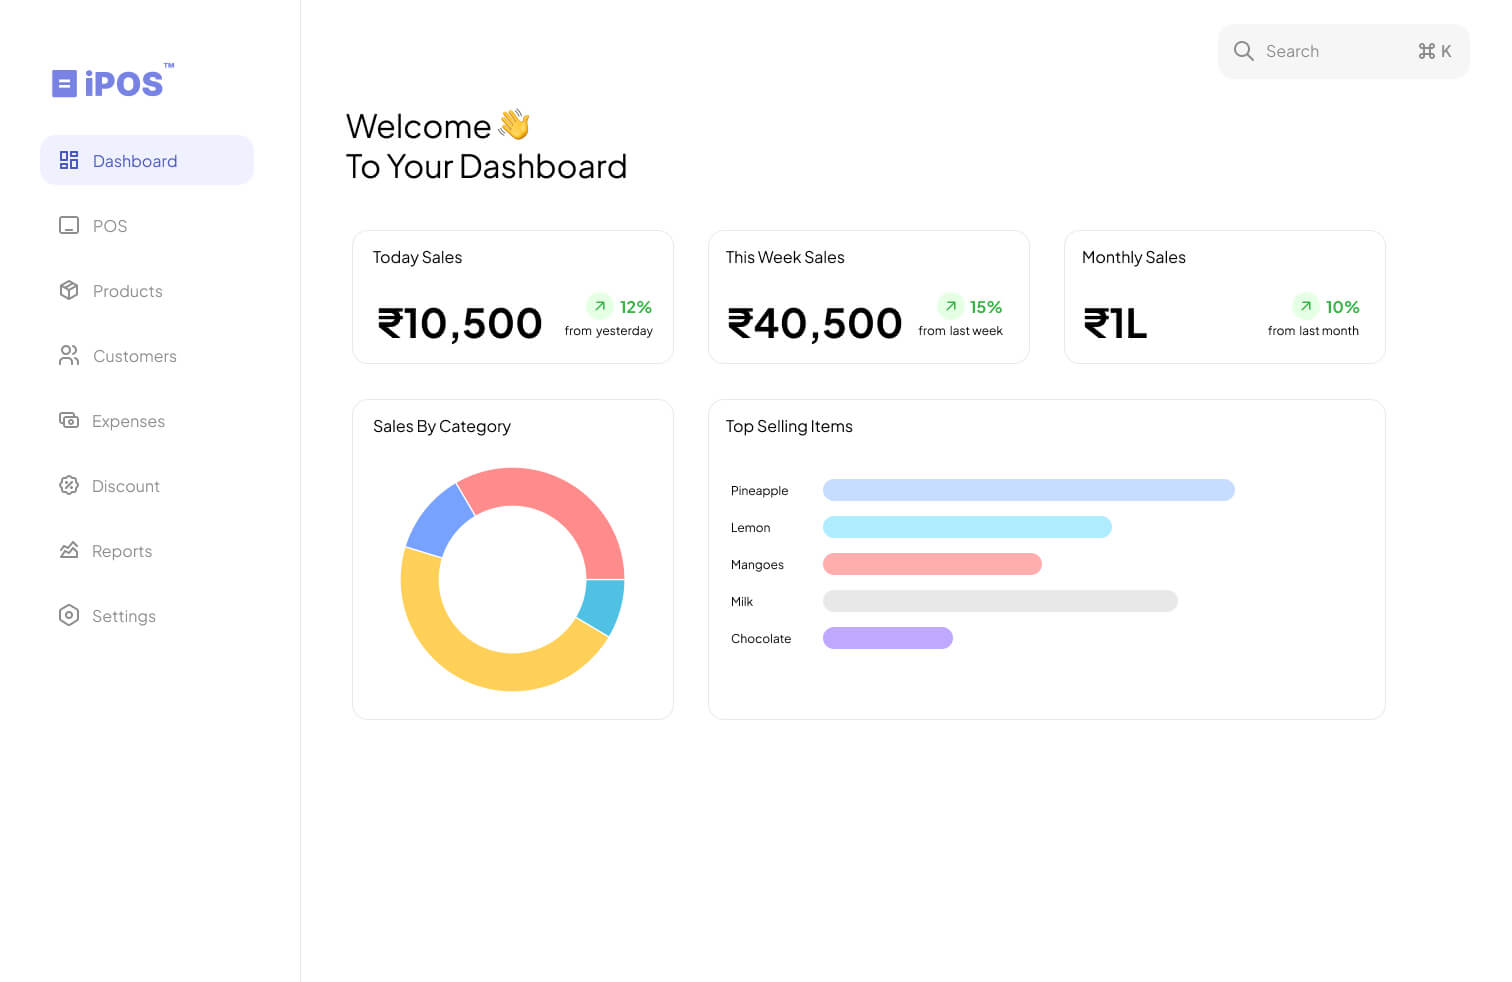 iPOS™
Dashboard
POS
Products
Customers
Expenses
Discount
Reports
Settings
Search ⌘ K
Welcome 👋
To Your Dashboard
Today Sales
₹10,500
12%
from yesterday
This Week Sales
₹40,500
15%
from last week
Monthly Sales
₹1L
10%
from last month
Sales By Category
Top Selling Items
Pineapple
Lemon
Mangoes
Milk
Chocolate